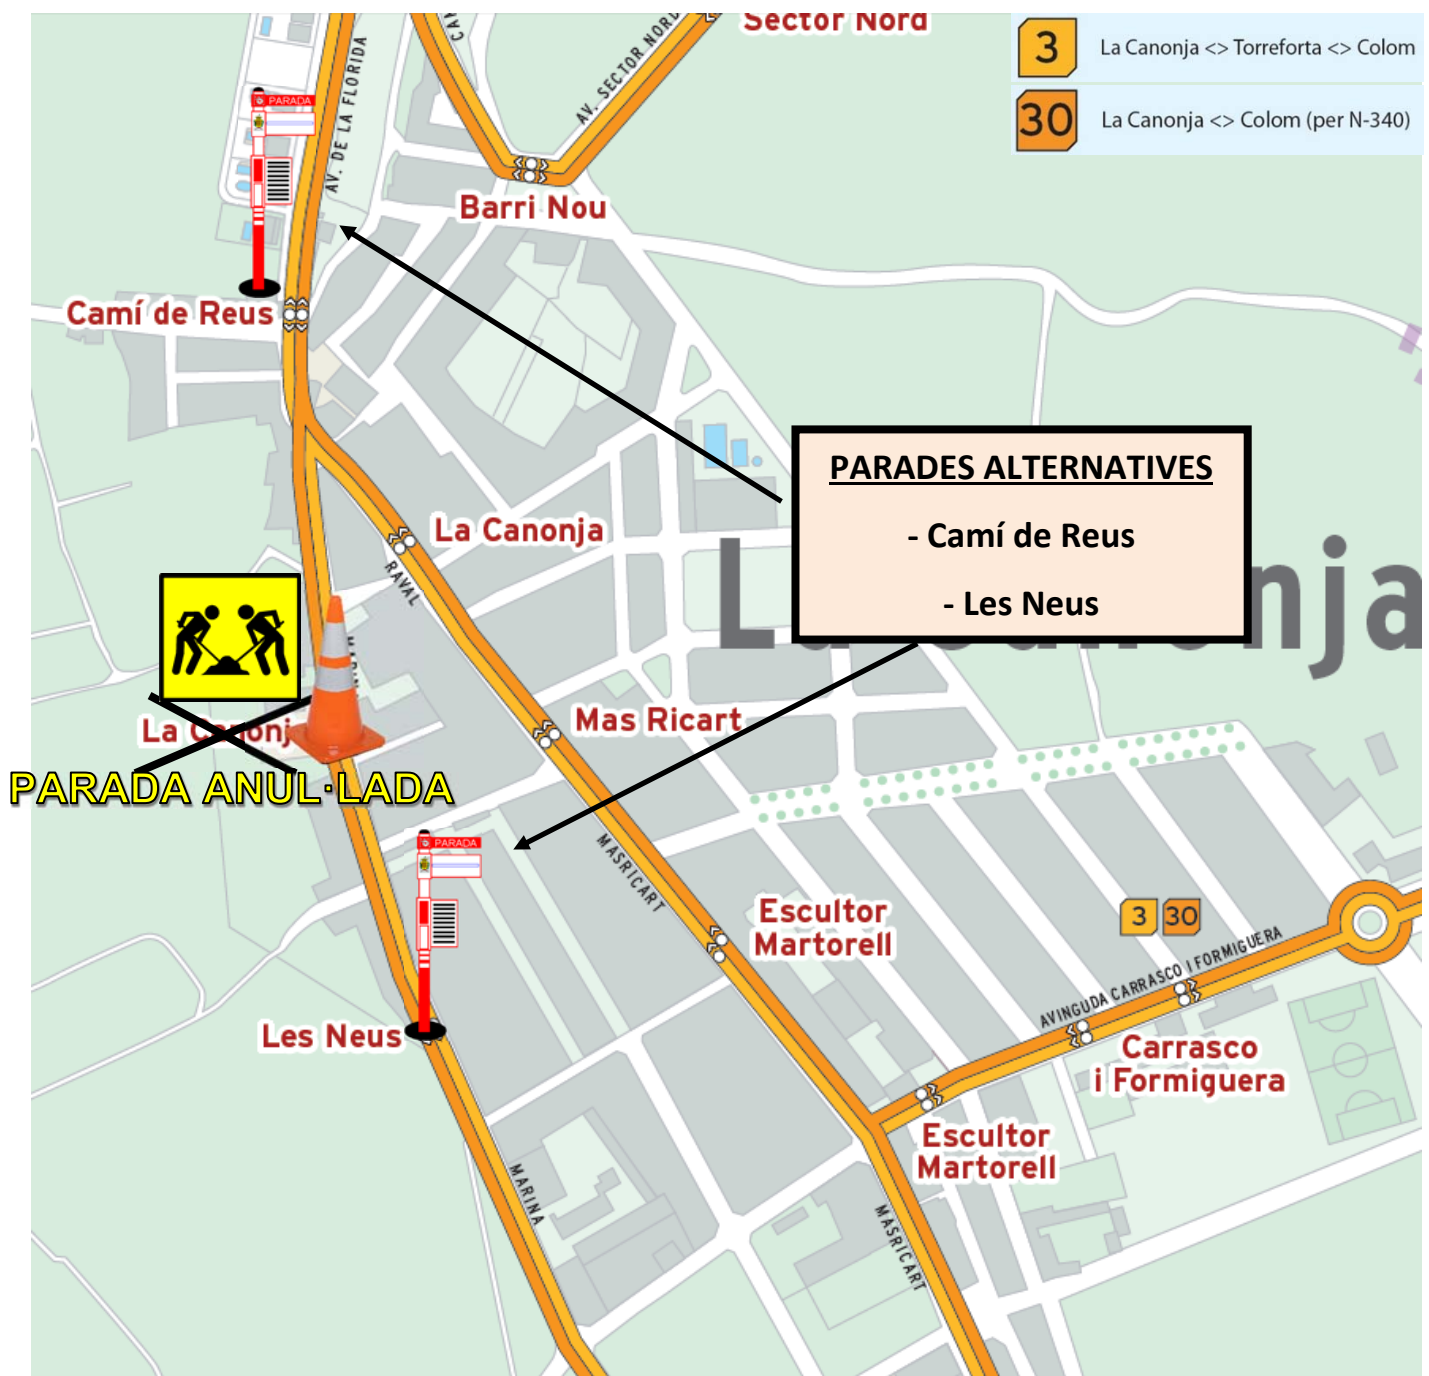 Sector Nord
3
La Canonja <> Torreforta <> Colom
30
La Canonja <> Colom (per N-340)
AV. SECTOR NORD
AV. DE LA FLORIDA
PARADA
Barri Nou
Camí de Reus
PARADES ALTERNATIVES
- Camí de Reus
- Les Neus
La Canonja
RAVAL
Mas Ricart
PARADA ANUL·LADA
PARADA
MASRICART
Escultor
Martorell
3 30
AVINGUDA CARRASCO I FORMIGUERA
Les Neus
Carrasco
i Formiguera
Escultor
Martorell
MARINA
MASRICART